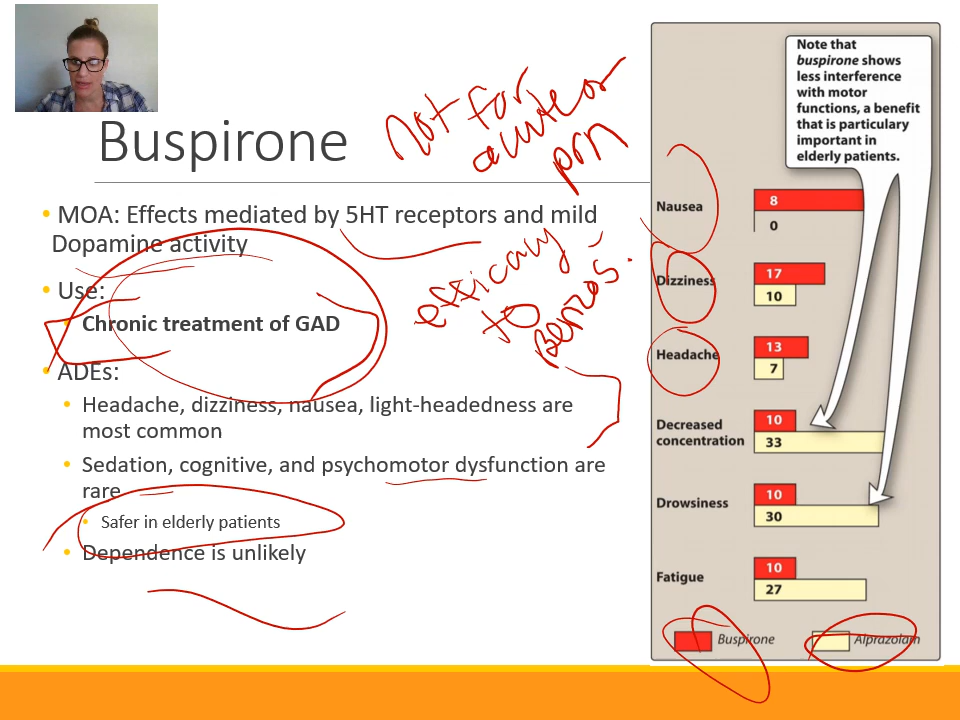 Buspirone
Not for
acute or
prn
• MOA: Effects mediated by 5HT receptors and mild
Dopamine activity
• Use:
• Chronic treatment of GAD
efficacy
to
Benzos.
• ADEs:
• Headache, dizziness, nausea, light-headedness are
most common
• Sedation, cognitive, and psychomotor dysfunction are
rare
• Safer in elderly patients
• Dependence is unlikely
Note that
buspirone shows
less interference
with motor
functions, a benefit
that is particulary
important in
elderly patients.
Nausea 8
0
Dizziness 17
10
Headache 13
7
Decreased
concentration 10
33
Drowsiness 10
30
Fatigue 10
27
Buspirone Alprazolam